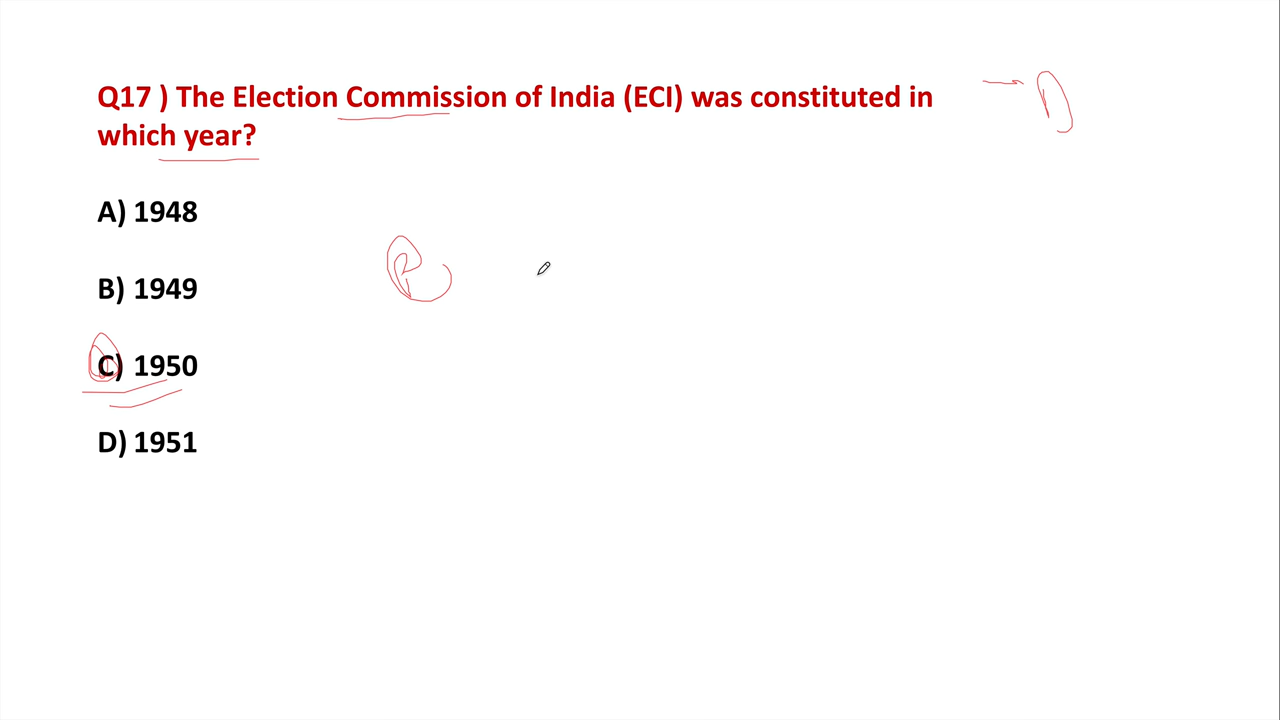 Q17 ) The Election Commission of India (ECI) was constituted in
which year?
A) 1948
B) 1949
C) 1950
D) 1951